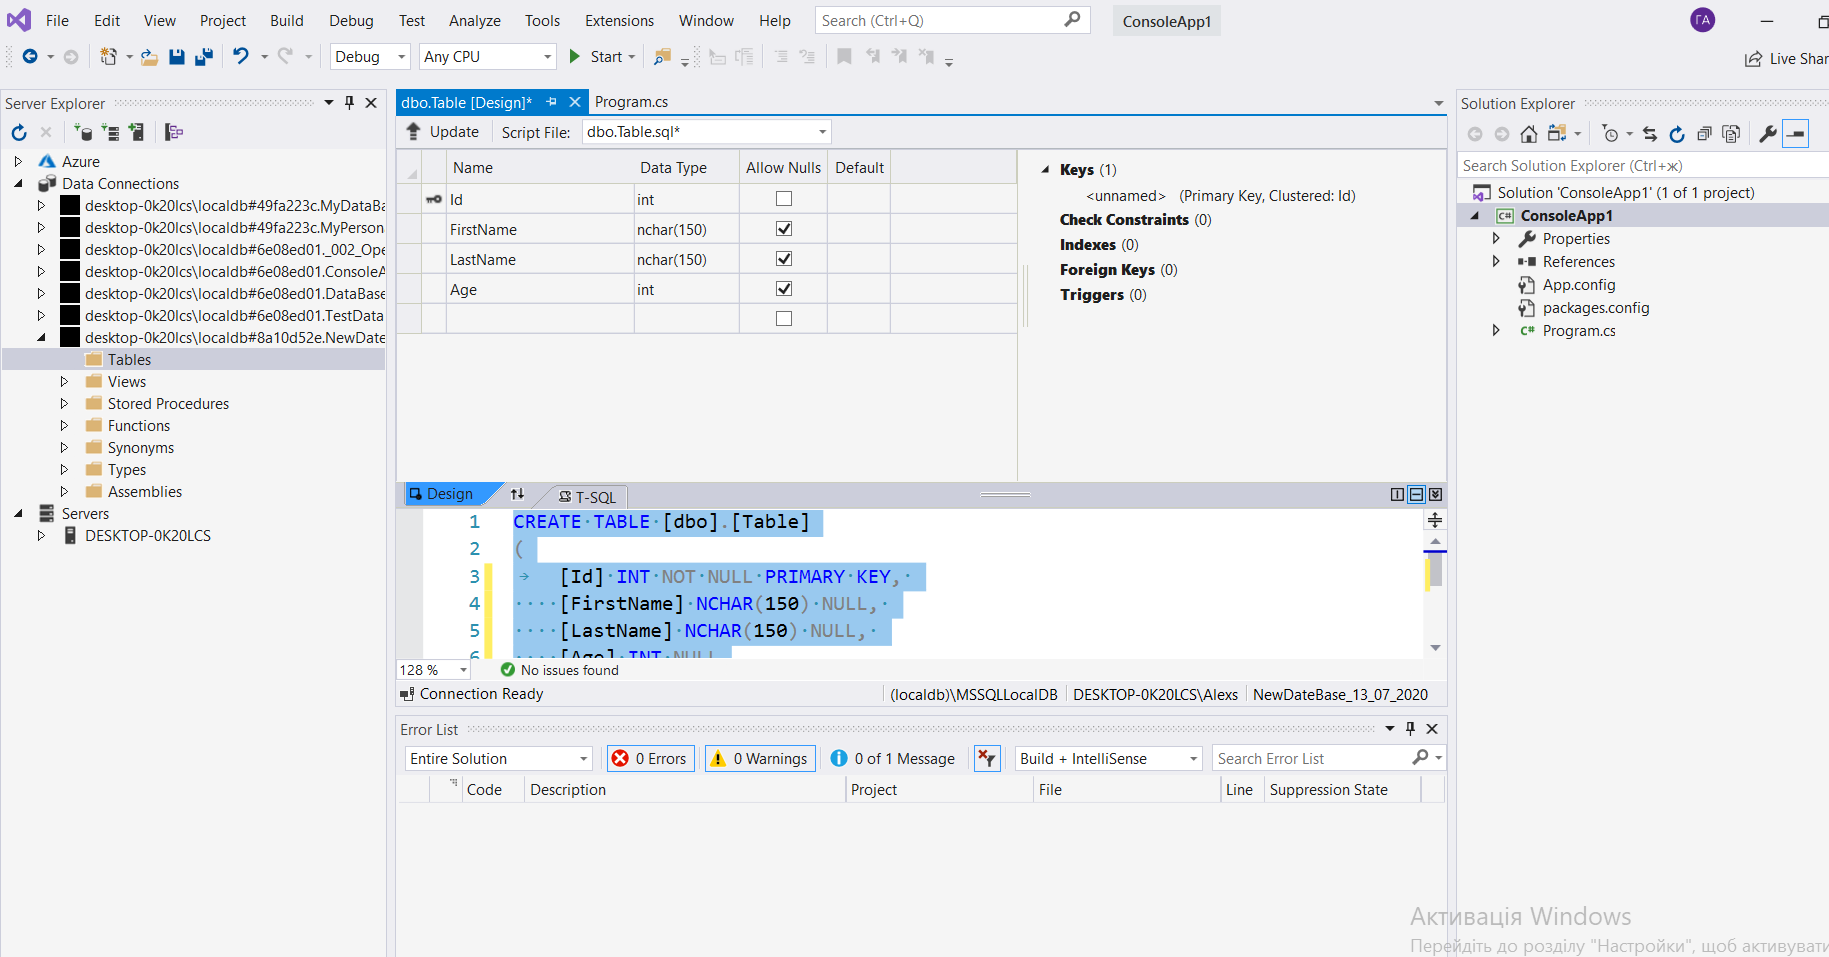 File Edit View Project Build Debug Test Analyze Tools Extensions Window Help Search (Ctrl+Q) ConsoleApp1 ГА
Debug Any CPU Start Live Shar
Server Explorer
Azure
Data Connections
desktop-0k20lcs\localdb#49fa223c.MyDataBa
desktop-0k20lcs\localdb#49fa223c.MyPerson
desktop-0k20lcs\localdb#6e08ed01._002_Ope
desktop-0k20lcs\localdb#6e08ed01.ConsoleA
desktop-0k20lcs\localdb#6e08ed01.DataBase
desktop-0k20lcs\localdb#6e08ed01.TestData
desktop-0k20lcs\localdb#8a10d52e.NewDate
Tables
Views
Stored Procedures
Functions
Synonyms
Types
Assemblies
Servers
DESKTOP-0K20LCS
dbo.Table [Design]* Program.cs
Update Script File: dbo.Table.sql*
Name Data Type Allow Nulls Default
Id int
FirstName nchar(150)
LastName nchar(150)
Age int
Keys (1)
<unnamed> (Primary Key, Clustered: Id)
Check Constraints (0)
Indexes (0)
Foreign Keys (0)
Triggers (0)
Design T-SQL
1 CREATE TABLE [dbo].[Table]
2 (
3 [Id] INT NOT NULL PRIMARY KEY,
4 [FirstName] NCHAR(150) NULL,
5 [LastName] NCHAR(150) NULL,
6 [Age] INT NULL
128 % No issues found
Connection Ready (localdb)\MSSQLLocalDB DESKTOP-0K20LCS\Alexs NewDateBase_13_07_2020
Error List
Entire Solution 0 Errors 0 Warnings 0 of 1 Message Build + IntelliSense Search Error List
Code Description Project File Line Suppression State
Solution Explorer
Search Solution Explorer (Ctrl+ж)
Solution 'ConsoleApp1' (1 of 1 project)
C# ConsoleApp1
Properties
References
App.config
packages.config
C# Program.cs
Активація Windows
Перейдіть до розділу "Настройки", щоб активувати